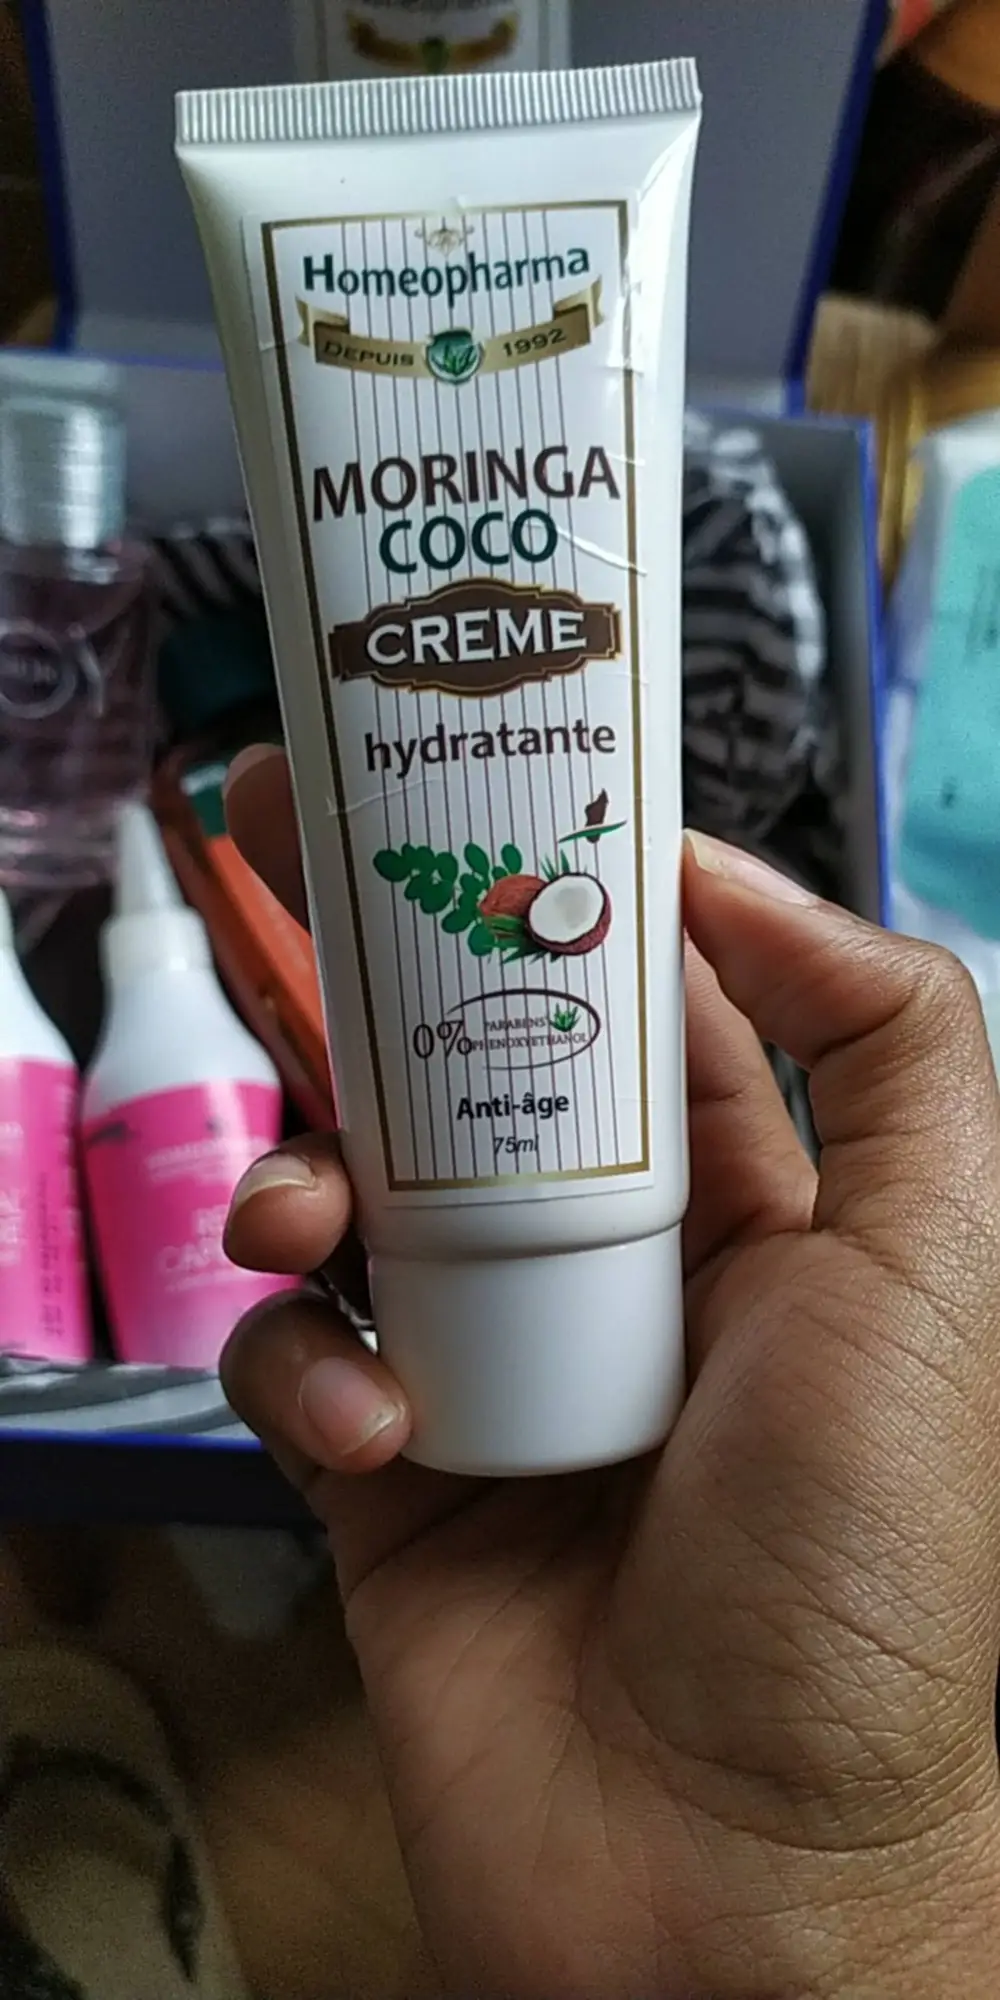 Homeopharma
DEPUIS 1992
MORINGA
COCO
CREME
hydratante
0% PARABENS
PHENOXYETHANOL
Anti-âge
75ml